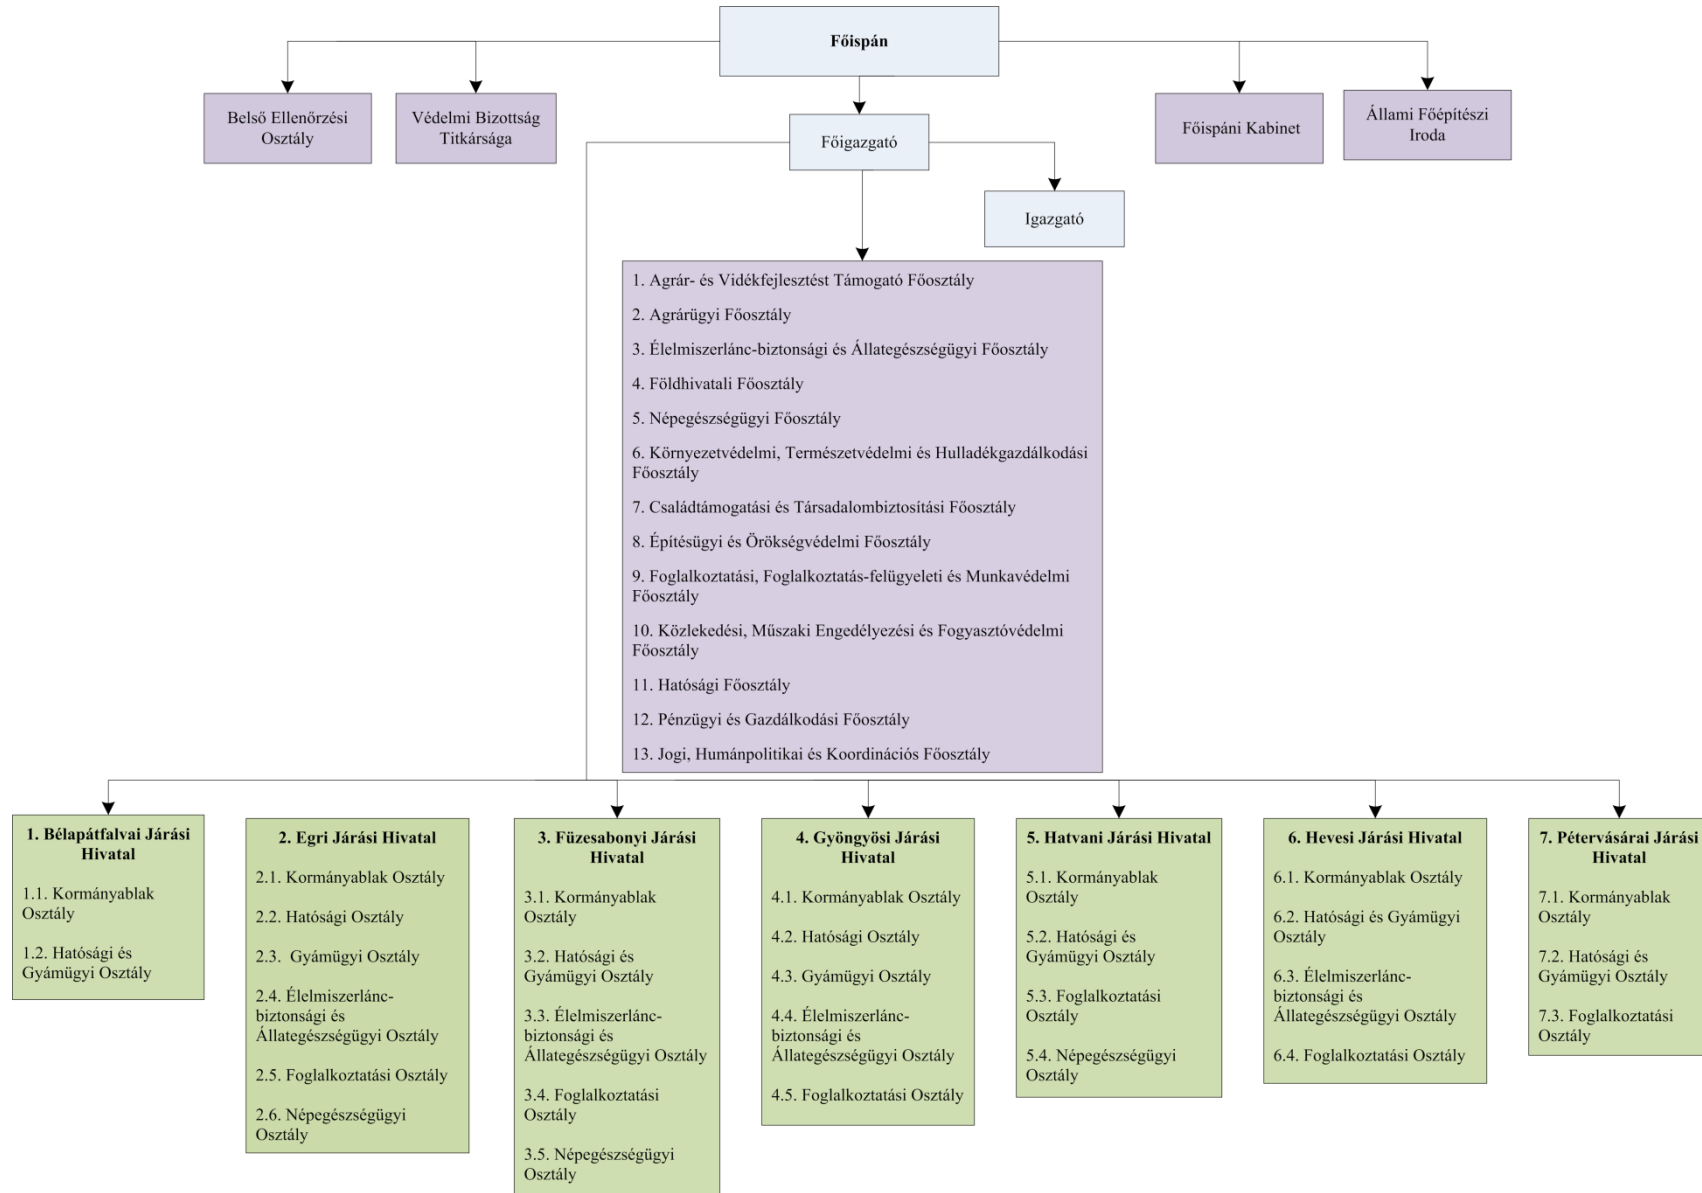 Főispán
Belső Ellenőrzési
Osztály
Védelmi Bizottság
Titkársága
Főispáni Kabinet
Állami Főépítészi
Iroda
Főigazgató
Igazgató
1. Agrár- és Vidékfejlesztést Támogató Főosztály
2. Agrárügyi Főosztály
3. Élelmiszerlánc-biztonsági és Állategészségügyi Főosztály
4. Földhivatali Főosztály
5. Népegészségügyi Főosztály
6. Környezetvédelmi, Természetvédelmi és Hulladékgazdálkodási
Főosztály
7. Családtámogatási és Társadalombiztosítási Főosztály
8. Építésügyi és Örökségvédelmi Főosztály
9. Foglalkoztatási, Foglalkoztatás-felügyeleti és Munkavédelmi
Főosztály
10. Közlekedési, Műszaki Engedélyezési és Fogyasztóvédelmi
Főosztály
11. Hatósági Főosztály
12. Pénzügyi és Gazdálkodási Főosztály
13. Jogi, Humánpolitikai és Koordinációs Főosztály
1. Bélapátfalvai Járási
Hivatal
1.1. Kormányablak
Osztály
1.2. Hatósági és
Gyámügyi Osztály
2. Egri Járási Hivatal
2.1. Kormányablak Osztály
2.2. Hatósági Osztály
2.3.  Gyámügyi Osztály
2.4. Élelmiszerlánc-
biztonsági és
Állategészségügyi Osztály
2.5. Foglalkoztatási Osztály
2.6. Népegészségügyi
Osztály
3. Füzesabonyi Járási
Hivatal
3.1. Kormányablak
Osztály
3.2. Hatósági és
Gyámügyi Osztály
3.3. Élelmiszerlánc-
biztonsági és
Állategészségügyi Osztály
3.4. Foglalkoztatási
Osztály
3.5. Népegészségügyi
Osztály
4. Gyöngyösi Járási
Hivatal
4.1. Kormányablak Osztály
4.2. Hatósági Osztály
4.3. Gyámügyi Osztály
4.4. Élelmiszerlánc-
biztonsági és
Állategészségügyi Osztály
4.5. Foglalkoztatási Osztály
5. Hatvani Járási Hivatal
5.1. Kormányablak
Osztály
5.2. Hatósági és
Gyámügyi Osztály
5.3. Foglalkoztatási
Osztály
5.4. Népegészségügyi
Osztály
6. Hevesi Járási Hivatal
6.1. Kormányablak Osztály
6.2. Hatósági és Gyámügyi
Osztály
6.3. Élelmiszerlánc-
biztonsági és
Állategészségügyi Osztály
6.4. Foglalkoztatási Osztály
7. Pétervásárai Járási
Hivatal
7.1. Kormányablak
Osztály
7.2. Hatósági és
Gyámügyi Osztály
7.3. Foglalkoztatási
Osztály